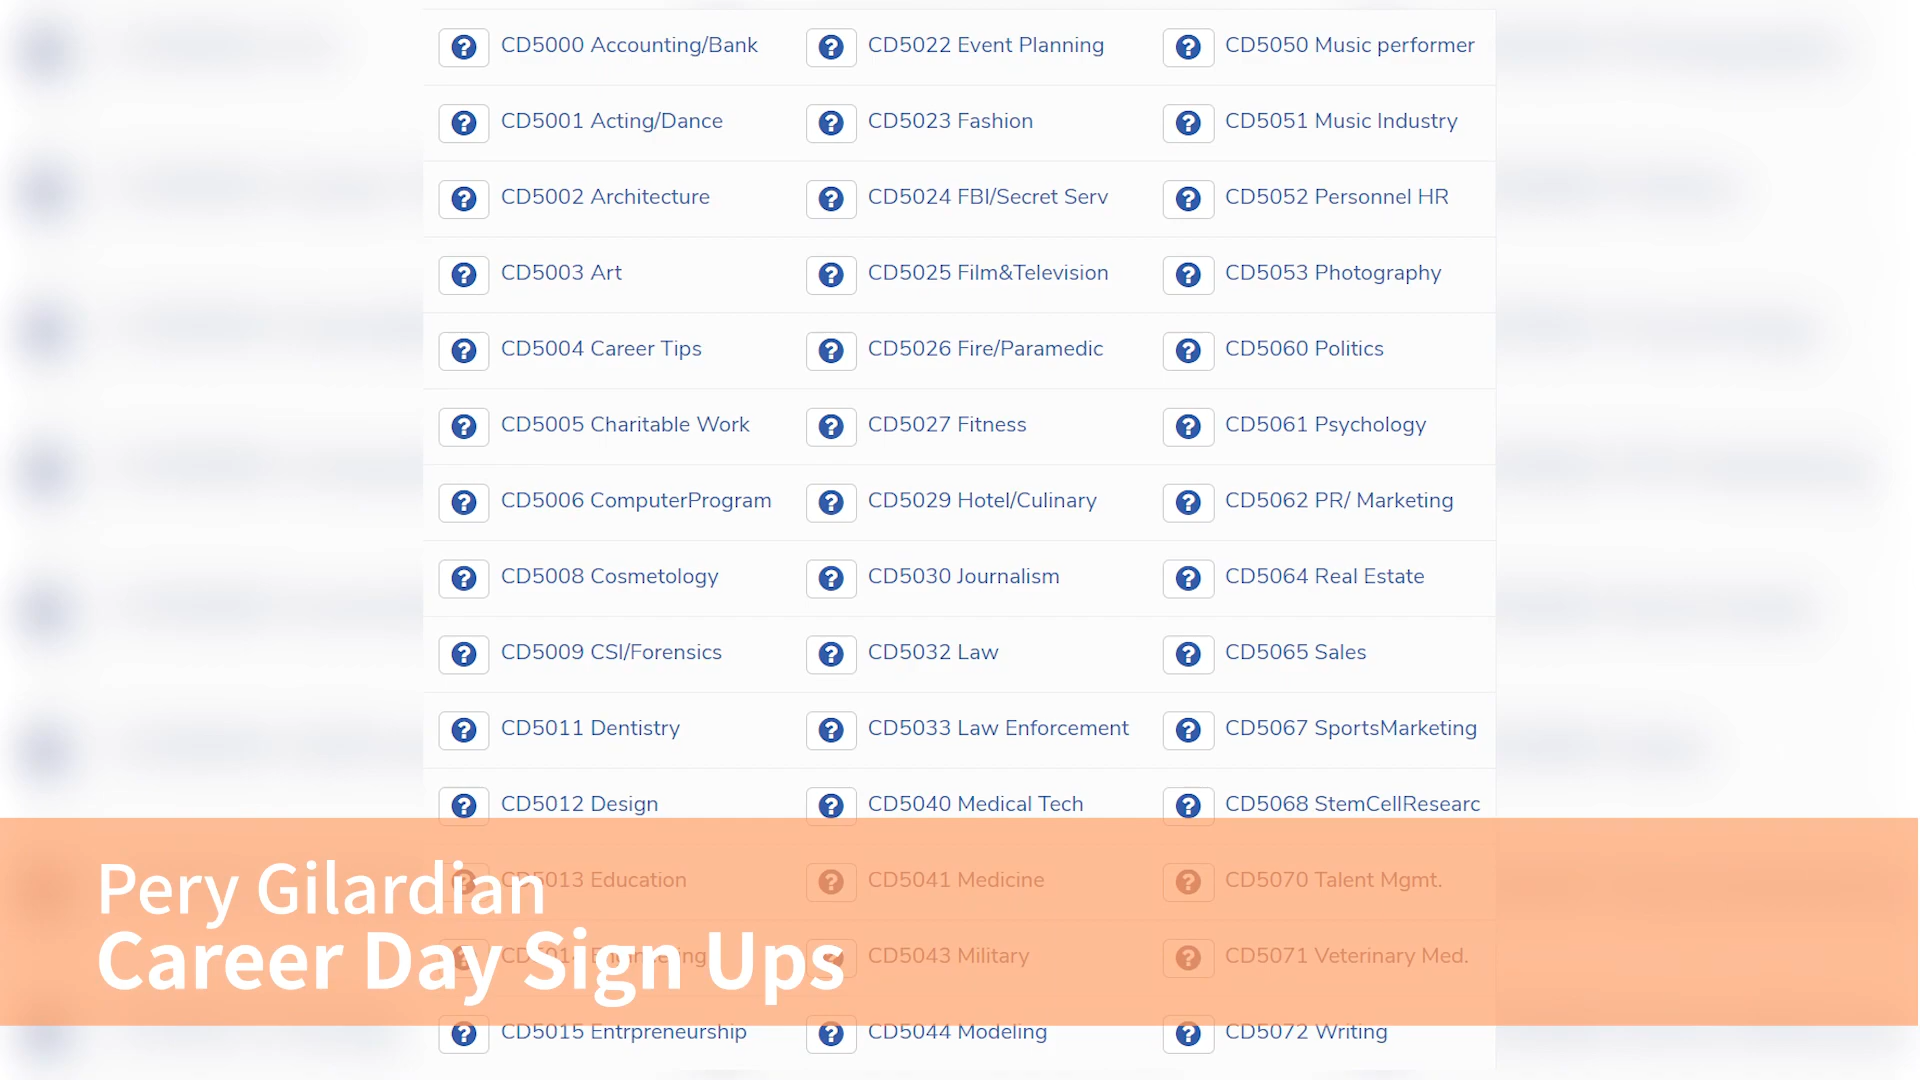 CD5000 Accounting/Bank CD5022 Event Planning CD5050 Music performer
CD5001 Acting/Dance CD5023 Fashion CD5051 Music Industry
CD5002 Architecture CD5024 FBI/Secret Serv CD5052 Personnel HR
CD5003 Art CD5025 Film&Television CD5053 Photography
CD5004 Career Tips CD5026 Fire/Paramedic CD5060 Politics
CD5005 Charitable Work CD5027 Fitness CD5061 Psychology
CD5006 ComputerProgram CD5029 Hotel/Culinary CD5062 PR/ Marketing
CD5008 Cosmetology CD5030 Journalism CD5064 Real Estate
CD5009 CSI/Forensics CD5032 Law CD5065 Sales
CD5011 Dentistry CD5033 Law Enforcement CD5067 SportsMarketing
CD5012 Design CD5040 Medical Tech CD5068 StemCellResearc
CD5013 Education CD5041 Medicine CD5070 Talent Mgmt.
Pery Gilardian
CD5043 Military CD5071 Veterinary Med.
Career Day Sign Ups
CD5015 Entrpreneurship CD5044 Modeling CD5072 Writing